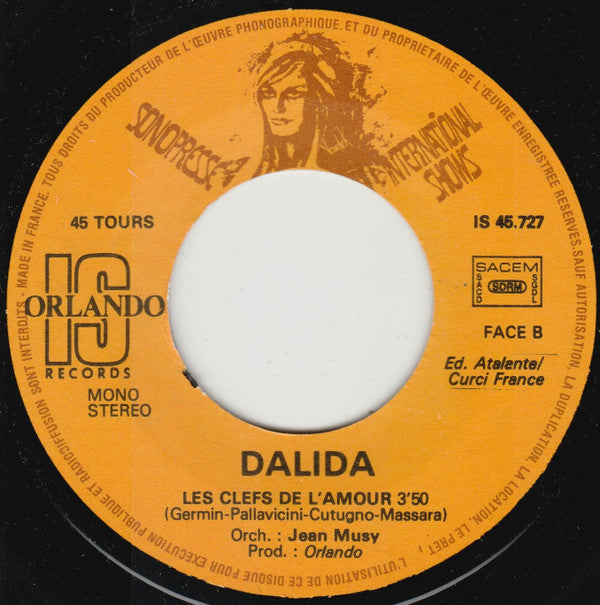 MADE IN FRANCE. TOUS DROITS DU PRODUCTEUR DE L'ŒUVRE PHONOGRAPHIQUE.ET DU PROPRIETAIRE DE L'ŒUVRE ENREGISTREE RESERVES.SAUF AUTORISATION, LA DUPLICATION, LA LOCATION, LE PRET, L'UTILISATION DE CE DISQUE POUR EXECUTION PUBLIQUE ET RADIODIFFUSION SONT INTERDITS -
SONOPRESSE
INTERNATIONAL
SHOWS
45 TOURS
IS 45.727
IS
ORLANDO
RECORDS
MONO
STEREO
SACEM
SACD
SDRM
SGDL
FACE B
Ed. Atalente/
Curci France
DALIDA
LES CLEFS DE L'AMOUR 3'50
(Germin-Pallavicini-Cutugno-Massara)
Orch. : Jean Musy
Prod. : Orlando